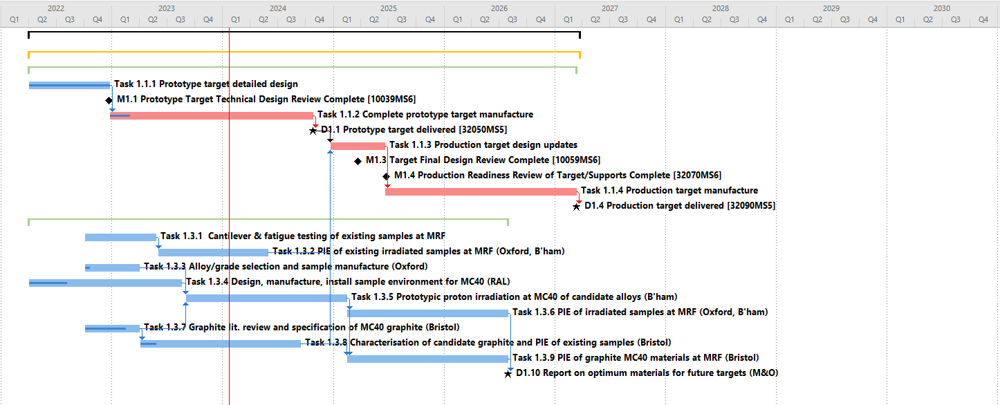 2022 2023 2024 2025 2026 2027 2028 2029 2030
Q1 Q2 Q3 Q4 Q1 Q2 Q3 Q4 Q1 Q2 Q3 Q4 Q1 Q2 Q3 Q4 Q1 Q2 Q3 Q4 Q1 Q2 Q3 Q4 Q1 Q2 Q3 Q4 Q1 Q2 Q3 Q4 Q1 Q2 Q3 Q4
Task 1.1.1 Prototype target detailed design
M1.1 Prototype Target Technical Design Review Complete [10039MS6]
Task 1.1.2 Complete prototype target manufacture
D1.1 Prototype target delivered [32050MS5]
Task 1.1.3 Production target design updates
M1.3 Target Final Design Review Complete [10059MS6]
M1.4 Production Readiness Review of Target/Supports Complete [32070MS6]
Task 1.1.4 Production target manufacture
D1.4 Production target delivered [32090MS5]
Task 1.3.1 Cantilever & fatigue testing of existing samples at MRF
Task 1.3.2 PIE of existing irradiated samples at MRF (Oxford, B'ham)
Task 1.3.3 Alloy/grade selection and sample manufacture (Oxford)
Task 1.3.4 Design, manufacture, install sample environment for MC40 (RAL)
Task 1.3.5 Prototypic proton irradiation at MC40 of candidate alloys (B'ham)
Task 1.3.6 PIE of irradiated samples at MRF (Oxford, B'ham)
Task 1.3.7 Graphite lit. review and specification of MC40 graphite (Bristol)
Task 1.3.8 Characterisation of candidate graphite and PIE of existing samples (Bristol)
Task 1.3.9 PIE of graphite MC40 materials at MRF (Bristol)
D1.10 Report on optimum materials for future targets (M&O)